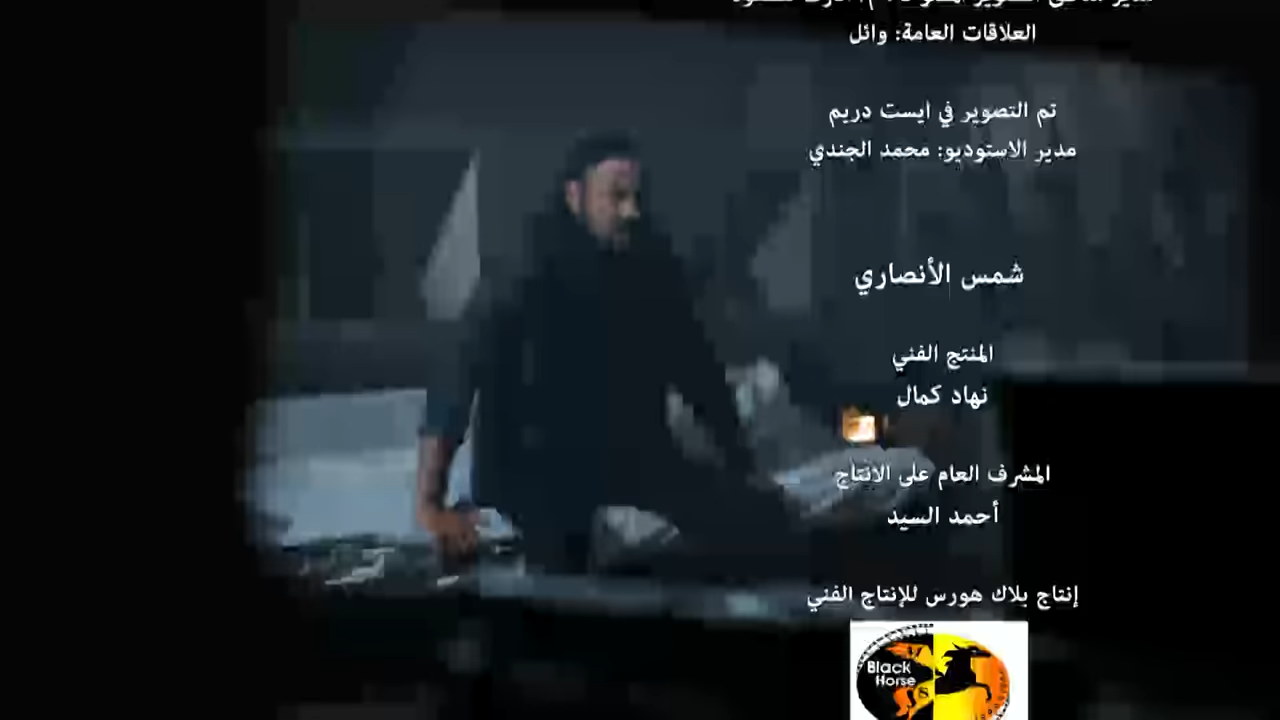 العلاقات العامة: وائل
تم التصوير في ايست دريم
مدير الاستوديو: محمد الجندي
شمس الأنصاري
المنتج الفني
نهاد كمال
المشرف العام على الانتاج
أحمد السيد
إنتاج بلاك هورس للإنتاج الفني
Black
Horse